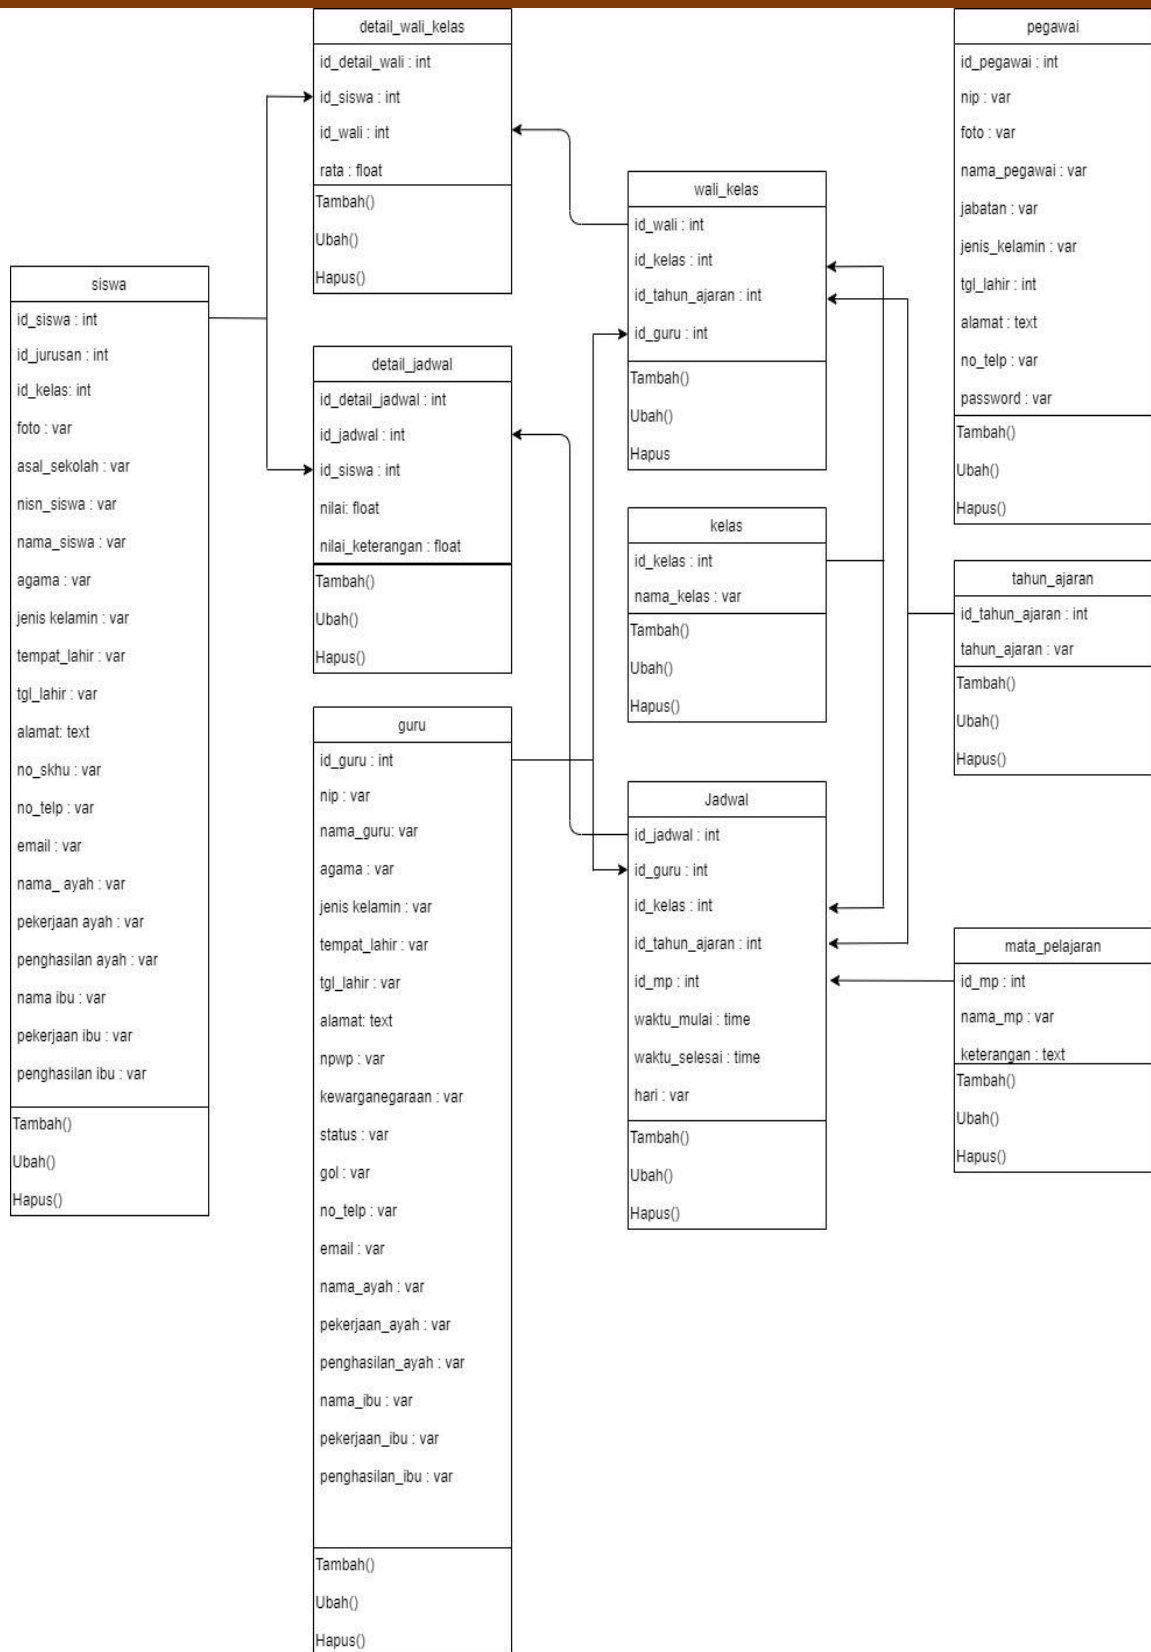 detail_wali_kelas
id_detail_wali : int
id_siswa : int
id_wali : int
rata : float
Tambah()
Ubah()
Hapus()
pegawai
id_pegawai : int
nip : var
foto : var
nama_pegawai : var
jabatan : var
jenis_kelamin : var
tgl_lahir : int
alamat : text
no_telp : var
password : var
Tambah()
Ubah()
Hapus()
wali_kelas
id_wali : int
id_kelas : int
id_tahun_ajaran : int
id_guru : int
Tambah()
Ubah()
Hapus
siswa
id_siswa : int
id_jurusan : int
id_kelas: int
foto : var
asal_sekolah : var
nisn_siswa : var
nama_siswa : var
agama : var
jenis kelamin : var
tempat_lahir : var
tgl_lahir : var
alamat: text
no_skhu : var
no_telp : var
email : var
nama_ ayah : var
pekerjaan ayah : var
penghasilan ayah : var
nama ibu : var
pekerjaan ibu : var
penghasilan ibu : var
Tambah()
Ubah()
Hapus()
detail_jadwal
id_detail_jadwal : int
id_jadwal : int
id_siswa : int
nilai: float
nilai_keterangan : float
Tambah()
Ubah()
Hapus()
kelas
id_kelas : int
nama_kelas : var
Tambah()
Ubah()
Hapus()
tahun_ajaran
id_tahun_ajaran : int
tahun_ajaran : var
Tambah()
Ubah()
Hapus()
guru
id_guru : int
nip : var
nama_guru: var
agama : var
jenis kelamin : var
tempat_lahir : var
tgl_lahir : var
alamat: text
npwp : var
kewarganegaraan : var
status : var
gol : var
no_telp : var
email : var
nama_ayah : var
pekerjaan_ayah : var
penghasilan_ayah : var
nama_ibu : var
pekerjaan_ibu : var
penghasilan_ibu : var
Tambah()
Ubah()
Hapus()
Jadwal
id_jadwal : int
id_guru : int
id_kelas : int
id_tahun_ajaran : int
id_mp : int
waktu_mulai : time
waktu_selesai : time
hari : var
Tambah()
Ubah()
Hapus()
mata_pelajaran
id_mp : int
nama_mp : var
keterangan : text
Tambah()
Ubah()
Hapus()